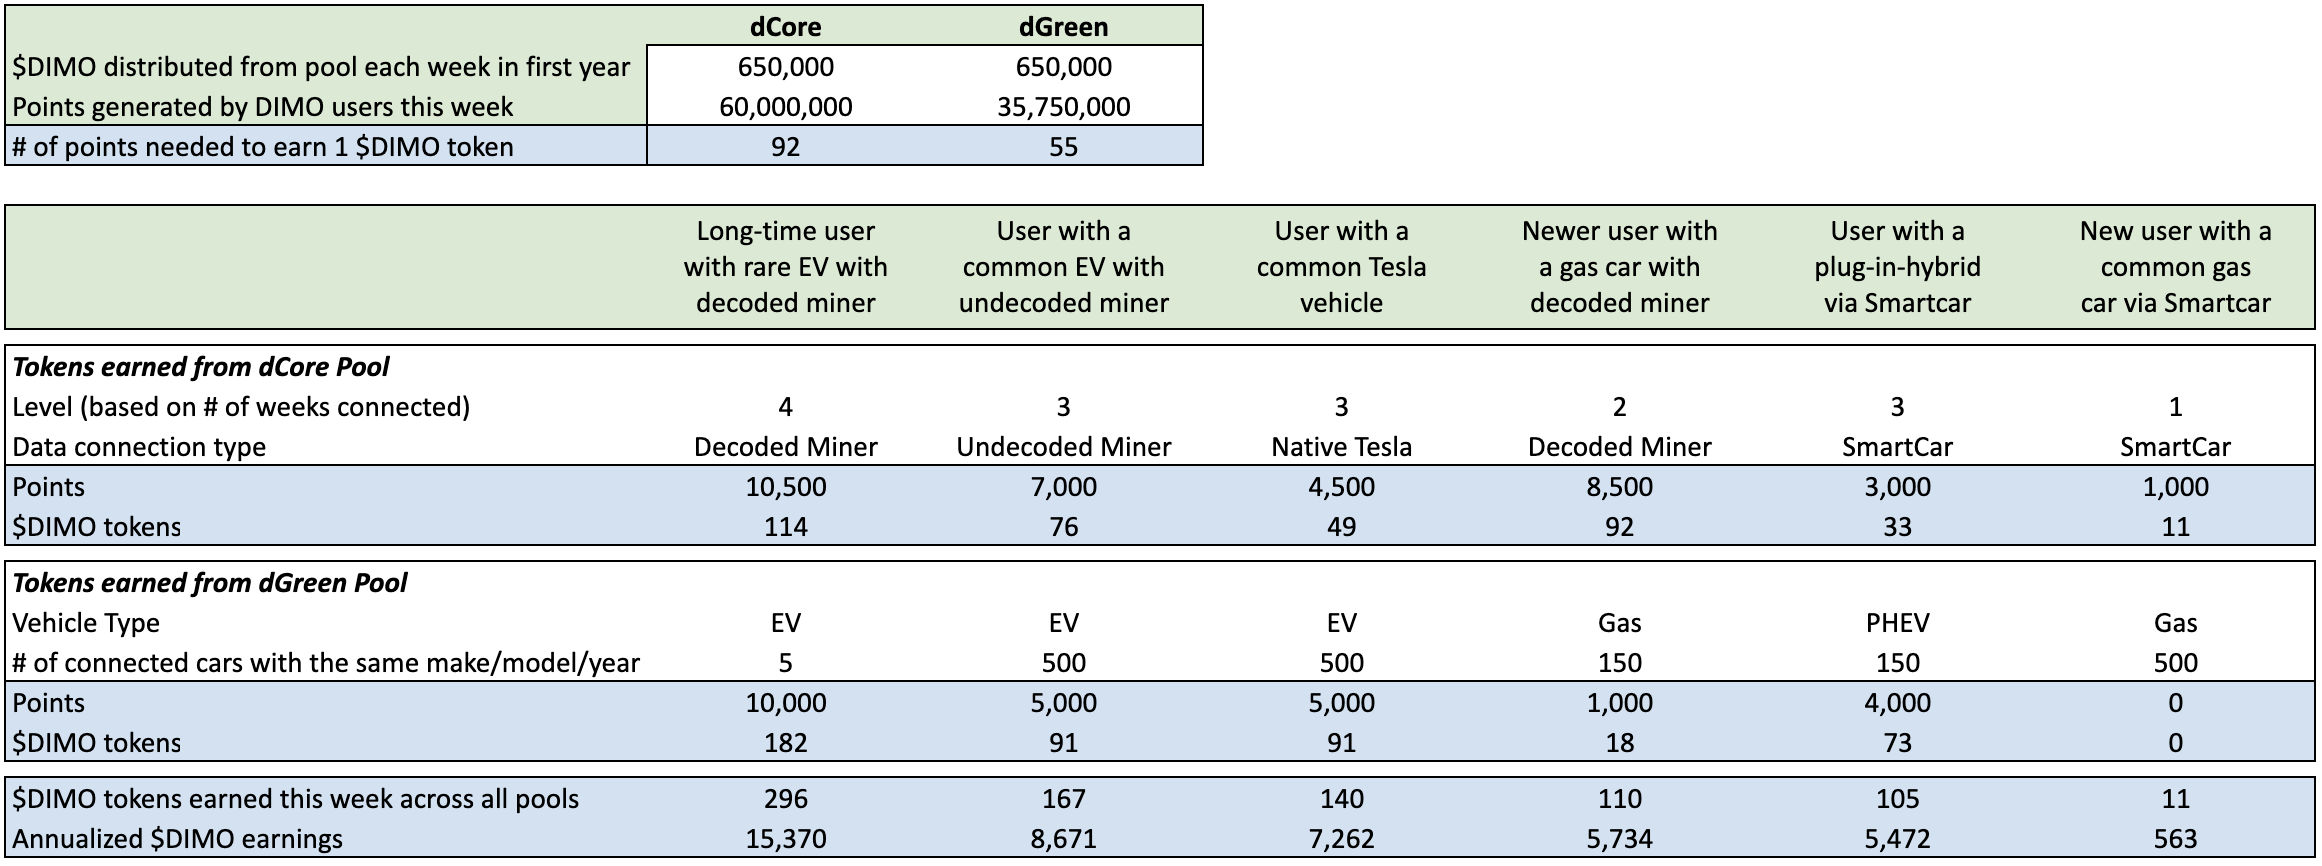 dCore dGreen
$DIMO distributed from pool each week in first year 650,000 650,000
Points generated by DIMO users this week 60,000,000 35,750,000
# of points needed to earn 1 $DIMO token 92 55
Long-time user User with a User with a Newer user with User with a New user with a
with rare EV with common EV with common Tesla a gas car with plug-in-hybrid common gas
decoded miner undecoded miner vehicle decoded miner via Smartcar car via Smartcar
Tokens earned from dCore Pool
Level (based on # of weeks connected) 4 3 3 2 3 1
Data connection type Decoded Miner Undecoded Miner Native Tesla Decoded Miner SmartCar SmartCar
Points 10,500 7,000 4,500 8,500 3,000 1,000
$DIMO tokens 114 76 49 92 33 11
Tokens earned from dGreen Pool
Vehicle Type EV EV EV Gas PHEV Gas
# of connected cars with the same make/model/year 5 500 500 150 150 500
Points 10,000 5,000 5,000 1,000 4,000 0
$DIMO tokens 182 91 91 18 73 0
$DIMO tokens earned this week across all pools 296 167 140 110 105 11
Annualized $DIMO earnings 15,370 8,671 7,262 5,734 5,472 563